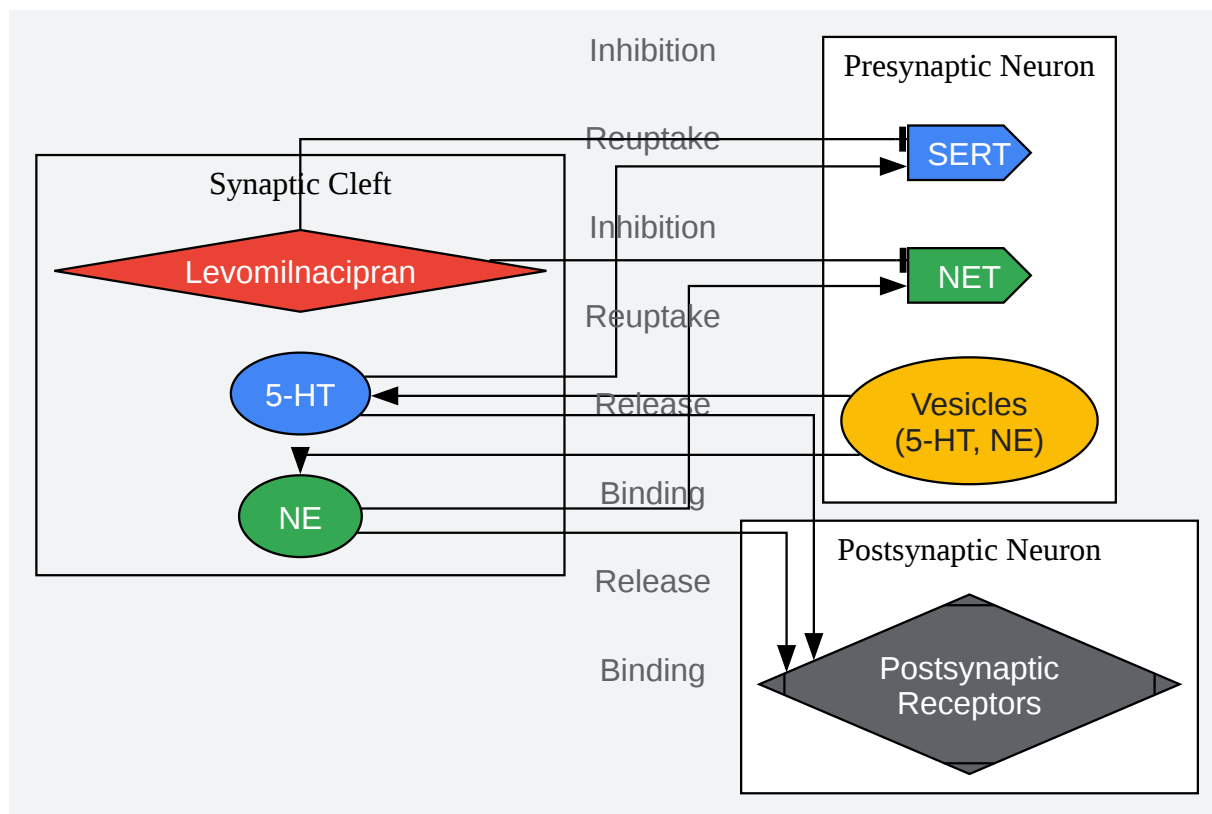 Inhibition
Presynaptic Neuron
Reuptake
SERT
Synaptic Cleft
Inhibition
Levomilnacipran
NET
Reuptake
5-HT
Release
Vesicles
(5-HT, NE)
Binding
NE
Postsynaptic Neuron
Release
Binding
Postsynaptic
Receptors